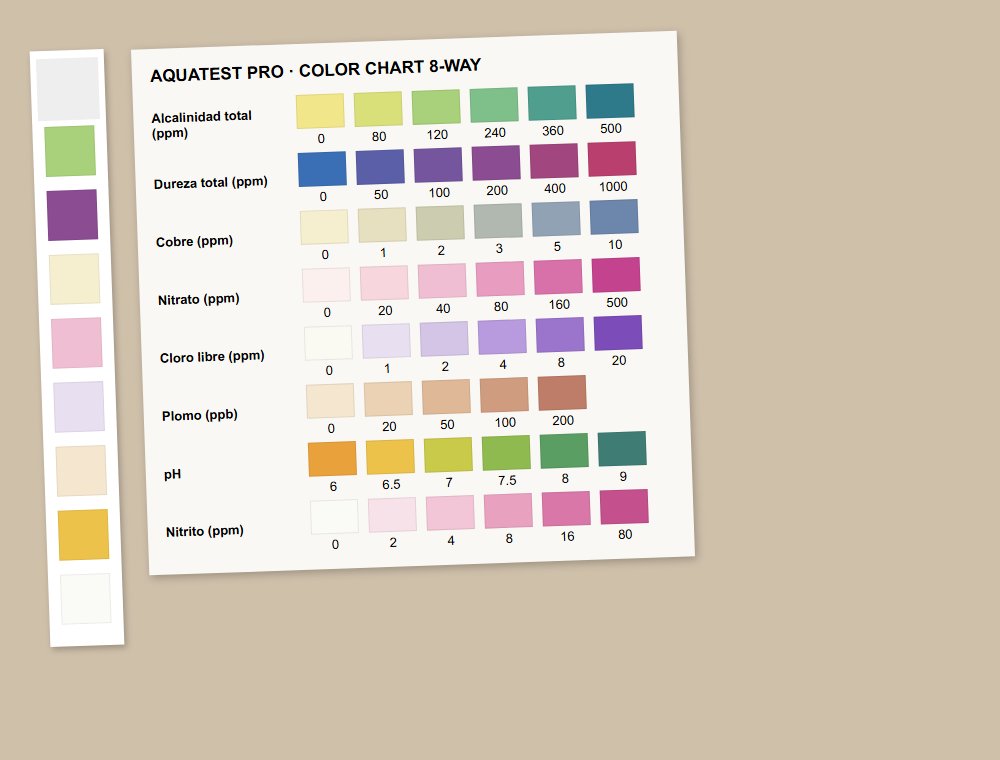 AQUATEST PRO · COLOR CHART 8-WAY
Alcalinidad total
(ppm)
0 80 120 240 360 500
Dureza total (ppm)
0 50 100 200 400 1000
Cobre (ppm)
0 1 2 3 5 10
Nitrato (ppm)
0 20 40 80 160 500
Cloro libre (ppm)
0 1 2 4 8 20
Plomo (ppb)
0 20 50 100 200
pH
6 6.5 7 7.5 8 9
Nitrito (ppm)
0 2 4 8 16 80